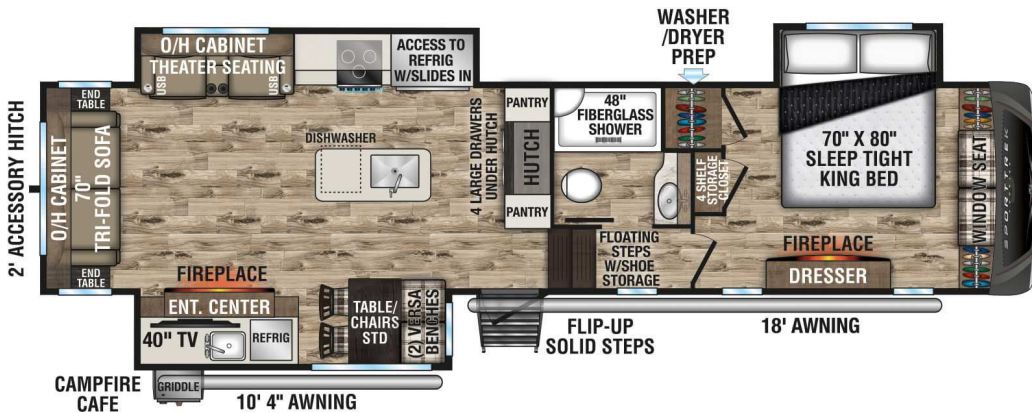 WASHER
/DRYER
PREP
O/H CABINET
THEATER SEATING
USB
USB
ACCESS TO
REFRIG
W/SLIDES IN
2' ACCESSORY HITCH
END
TABLE
O/H CABINET
70"
TRI-FOLD SOFA
END
TABLE
DISHWASHER
4 LARGE DRAWERS
UNDER HUTCH
PANTRY
HUTCH
PANTRY
48"
FIBERGLASS
SHOWER
4 SHELF
STORAGE
CLOSET
70" X 80"
SLEEP TIGHT
KING BED
WINDOW SEAT
SPORTTREK
FLOATING
STEPS
W/SHOE
STORAGE
FIREPLACE
DRESSER
FIREPLACE
ENT. CENTER
40" TV
REFRIG
TABLE/
CHAIRS
STD
(2) VERSA
BENCHES
FLIP-UP
SOLID STEPS
18' AWNING
CAMPFIRE
CAFE
GRIDDLE
10' 4" AWNING